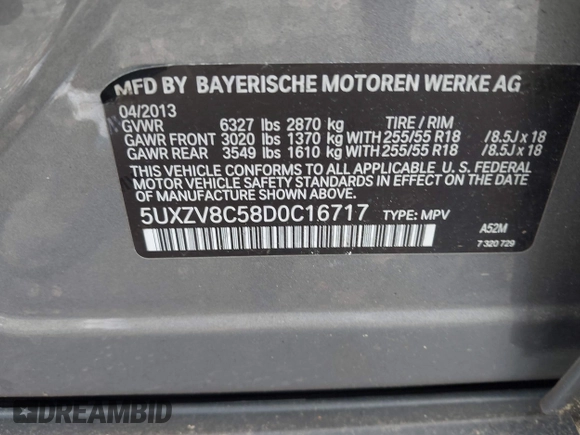 MFD BY BAYERISCHE MOTOREN WERKE AG
04/2013
GVWR 6327 lbs 2870 kg TIRE / RIM
GAWR FRONT 3020 lbs 1370 kg WITH 255/55 R18 /8.5J x 18
GAWR REAR 3549 lbs 1610 kg WITH 255/55 R18 /8.5J x 18
THIS VEHICLE CONFORMS TO ALL APPLICABLE U.S. FEDERAL
MOTOR VEHICLE SAFETY STANDARDS IN EFFECT ON THE
DATE OF MANUFACTURE SHOWN ABOVE.
5UXZV8C58D0C16717 TYPE: MPV
A52M
7 320 729
DREAMBID